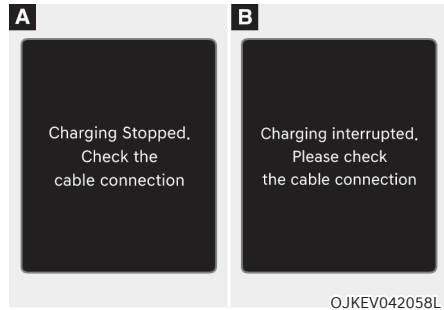 A
Charging Stopped.
Check the
cable connection
B
Charging interrupted.
Please check
the cable connection
OJKEV042058L